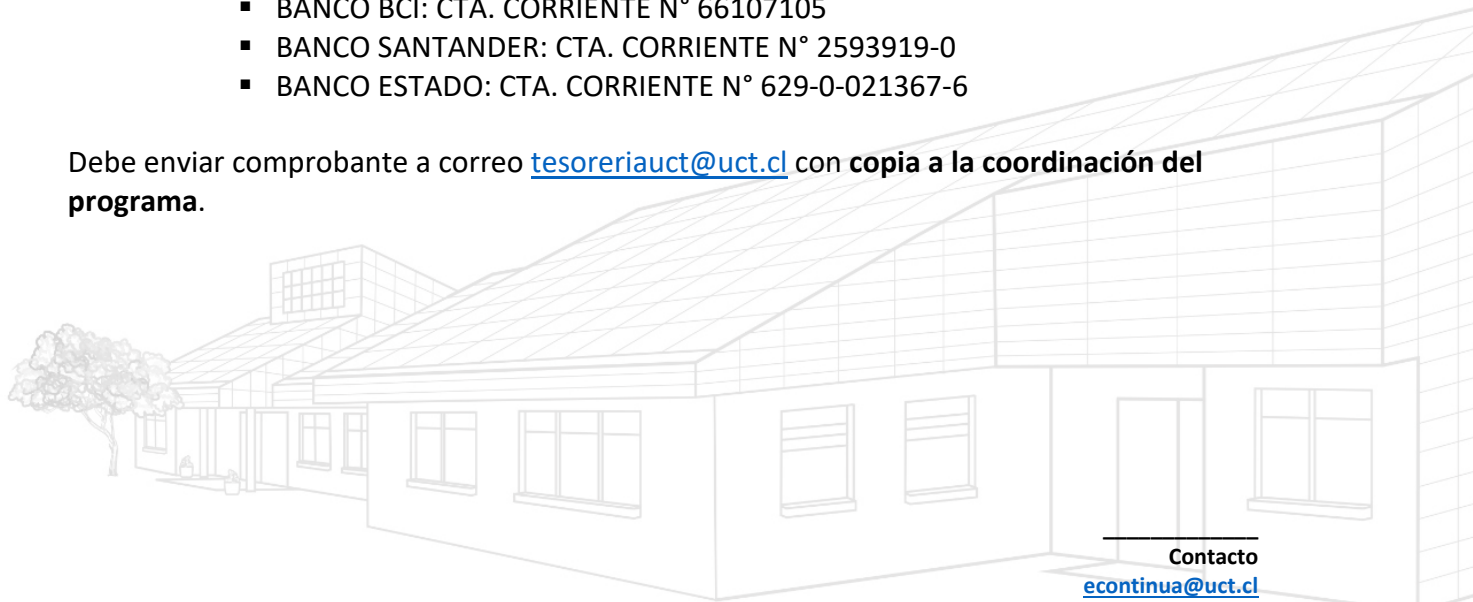 ▪ BANCO BCI: CTA. CORRIENTE N° 66107105
▪ BANCO SANTANDER: CTA. CORRIENTE N° 2593919-0
▪ BANCO ESTADO: CTA. CORRIENTE N° 629-0-021367-6
Debe enviar comprobante a correo tesoreriauct@uct.cl con copia a la coordinación del
programa.
Contacto
econtinua@uct.cl